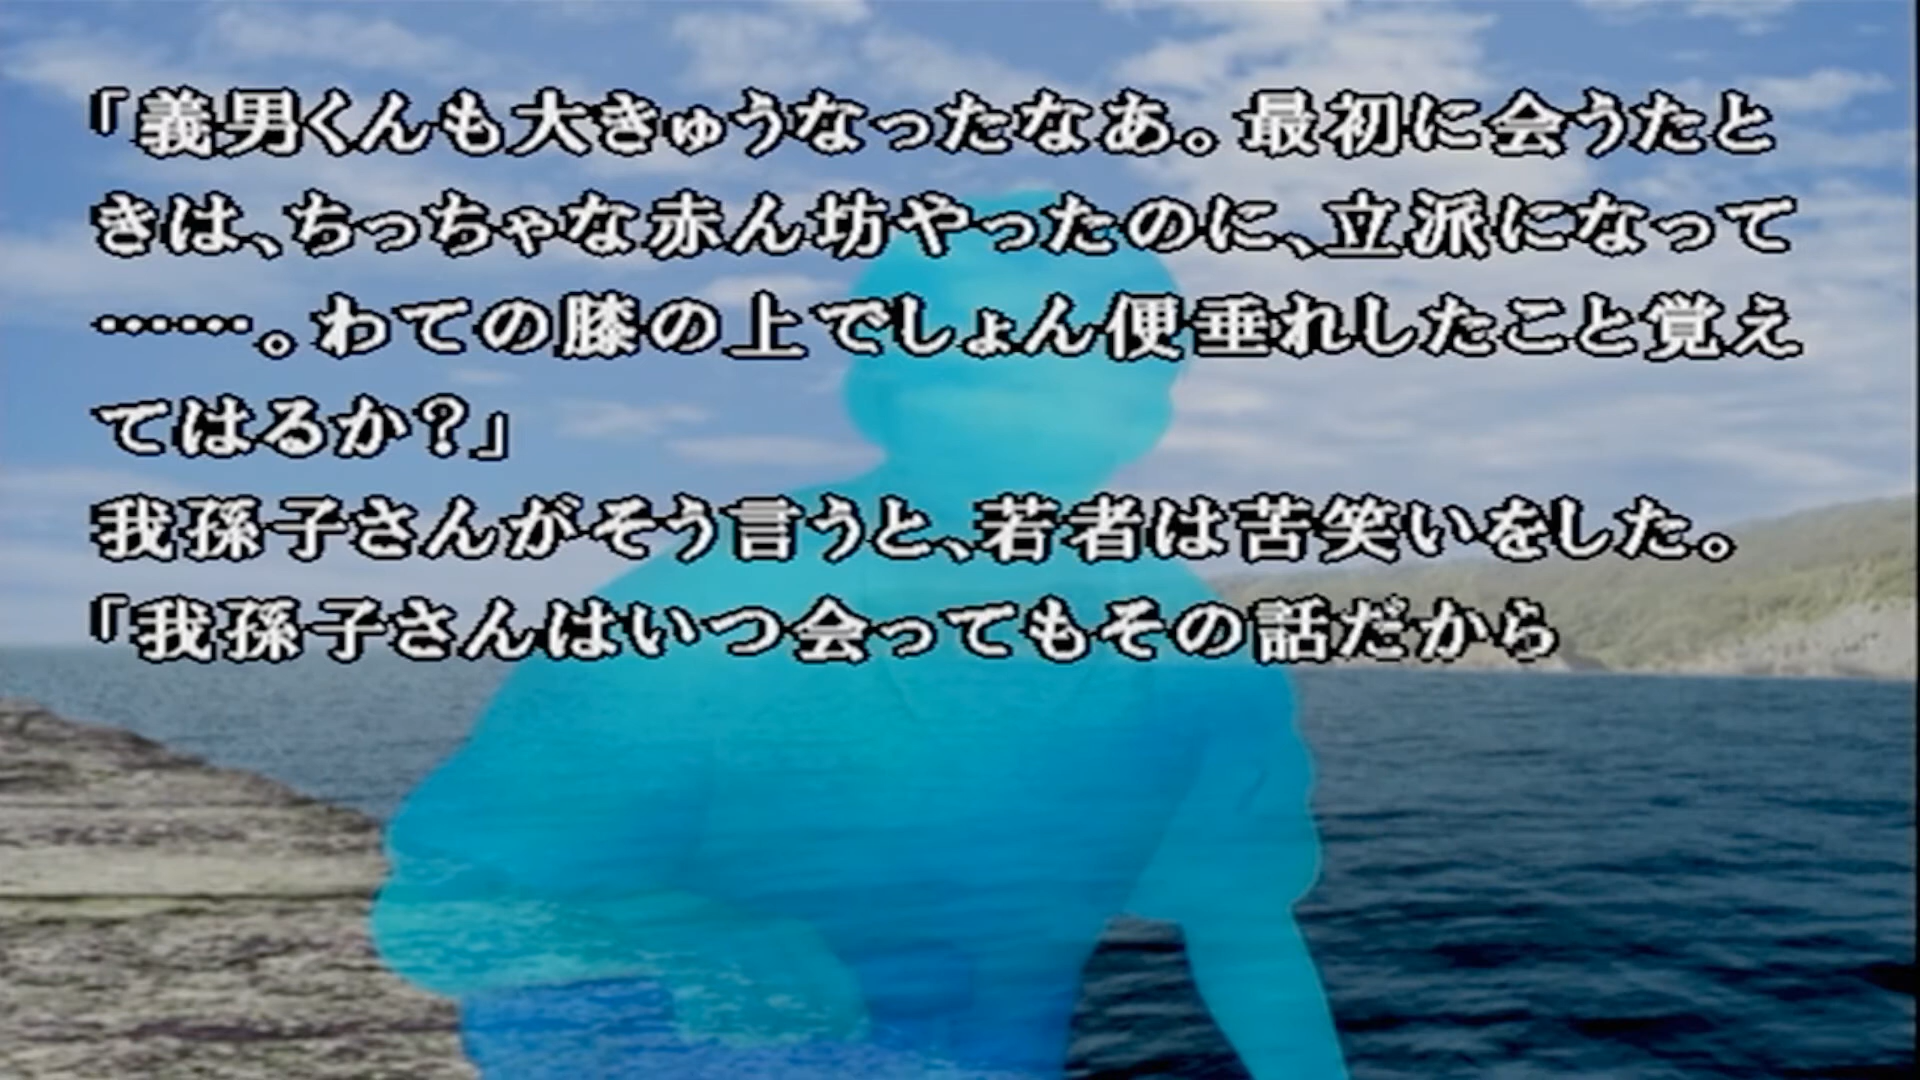 「義男くんも大きゅうなったなあ。最初に会うたと
きは、ちっちゃな赤ん坊やったのに、立派になって
……。わての膝の上でしょん便垂れしたこと覚え
てはるか？」
我孫子さんがそう言うと、若者は苦笑いをした。
「我孫子さんはいつ会ってもその話だから